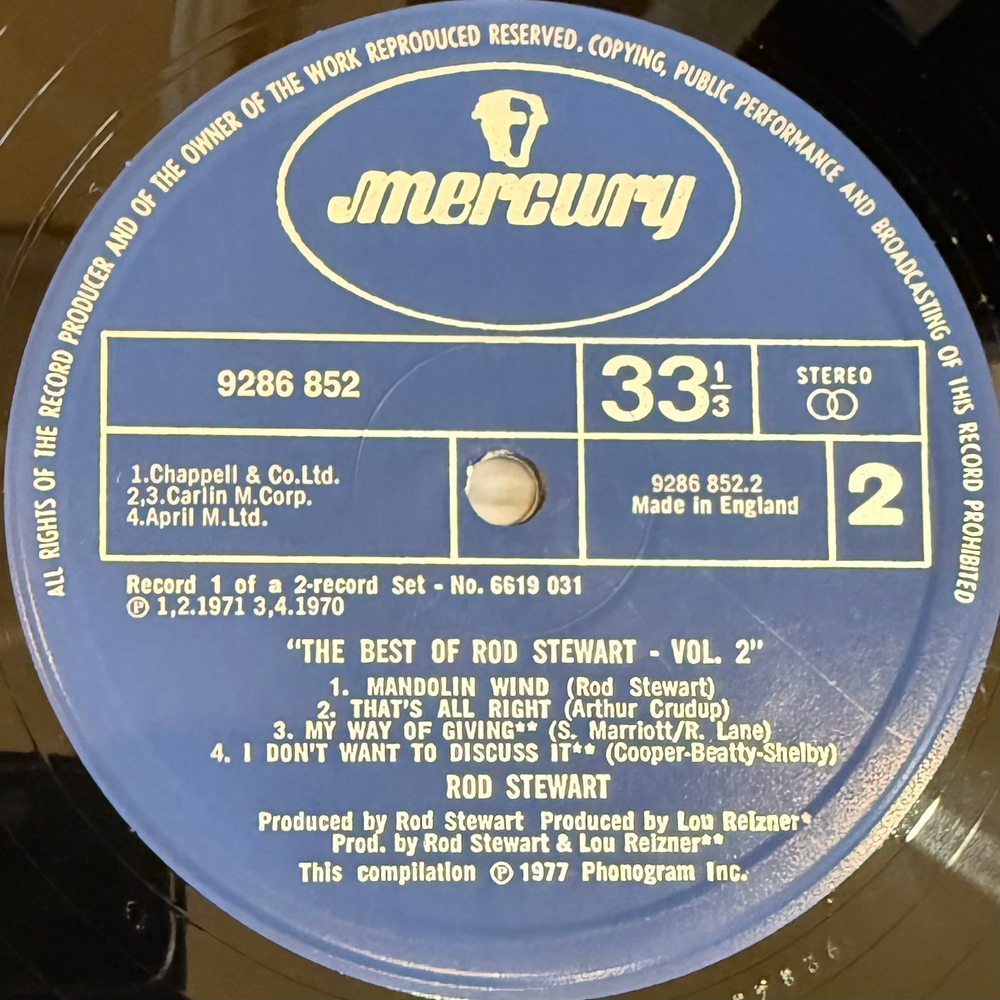 ALL RIGHTS OF THE RECORD PRODUCER AND OF THE OWNER OF THE WORK REPRODUCED RESERVED. COPYING, PUBLIC PERFORMANCE AND BROADCASTING OF THIS RECORD PROHIBITED
mercury
9286 852
33 1/3
STEREO
1.Chappell & Co.Ltd.
2,3.Carlin M.Corp.
4.April M.Ltd.
9286 852.2
Made in England
2
Record 1 of a 2-record Set - No. 6619 031
℗ 1,2.1971 3,4.1970
“THE BEST OF ROD STEWART - VOL. 2”
1. MANDOLIN WIND (Rod Stewart)
2. THAT'S ALL RIGHT (Arthur Crudup)
3. MY WAY OF GIVING** (S. Marriott/R. Lane)
4. I DON'T WANT TO DISCUSS IT** (Cooper-Beatty-Shelby)
ROD STEWART
Produced by Rod Stewart Produced by Lou Reizner*
Prod. by Rod Stewart & Lou Reizner**
This compilation ℗ 1977 Phonogram Inc.